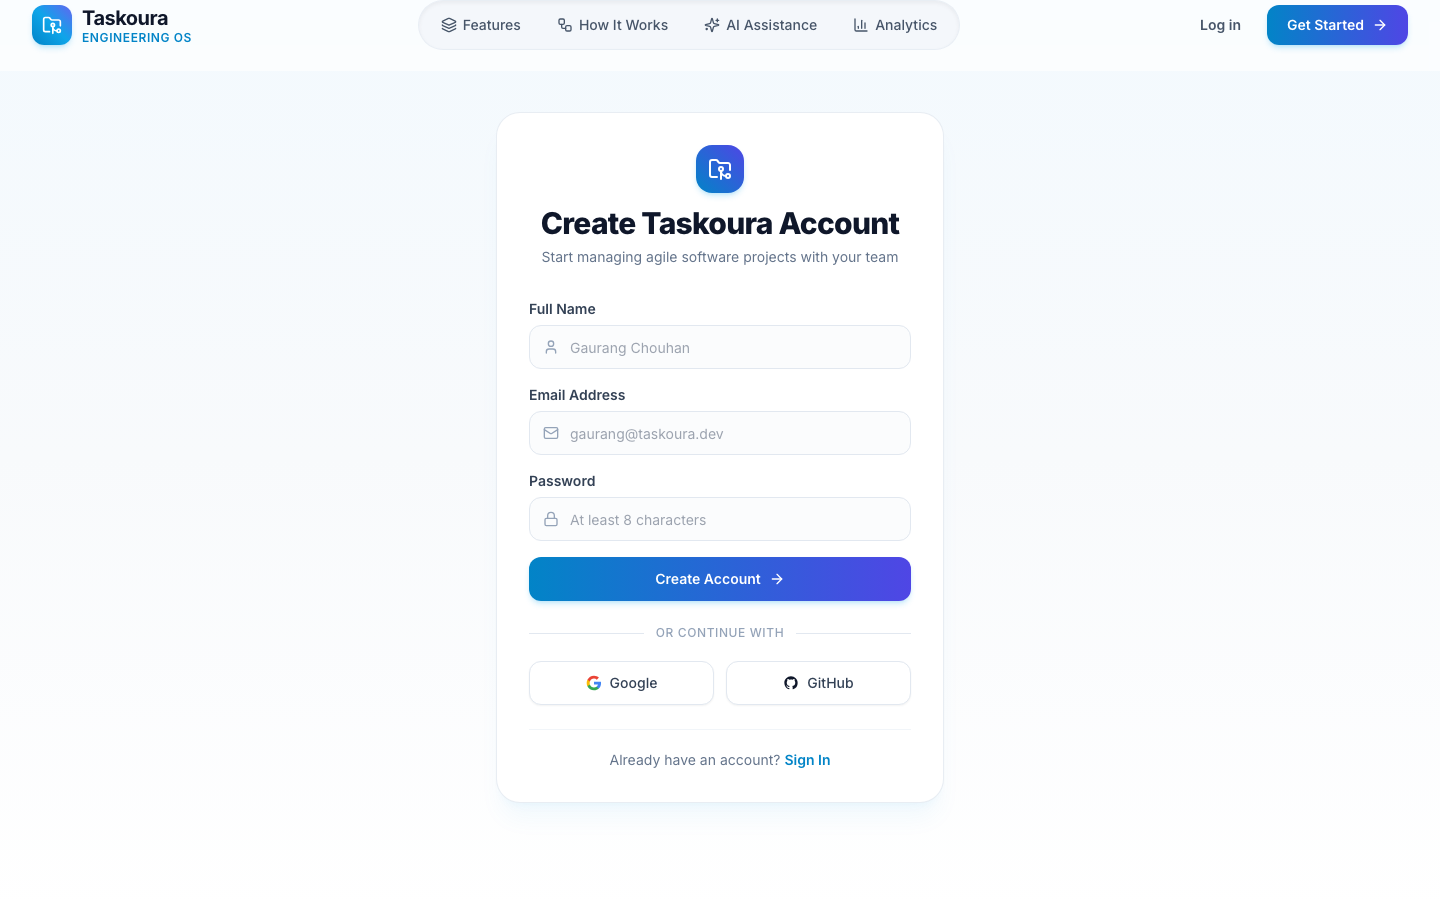 Taskoura
ENGINEERING OS
Features
How It Works
AI Assistance
Analytics
Log in
Get Started
Create Taskoura Account
Start managing agile software projects with your team
Full Name
Gaurang Chouhan
Email Address
gaurang@taskoura.dev
Password
At least 8 characters
Create Account
OR CONTINUE WITH
Google
GitHub
Already have an account? Sign In